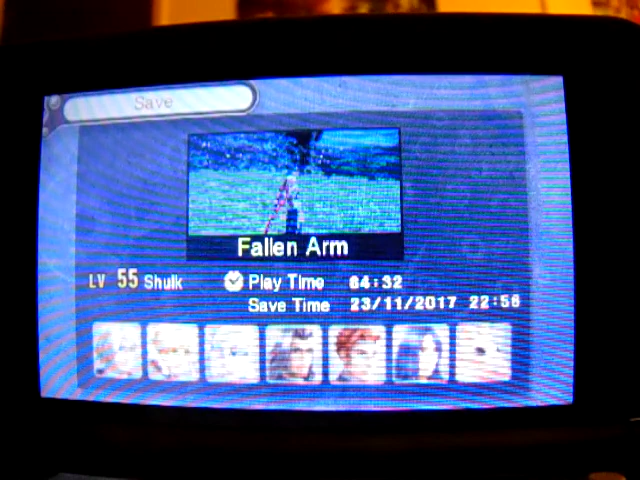 Save
Fallen Arm
LV 55 Shulk
Play Time 64:32
Save Time 23/11/2017 22:56